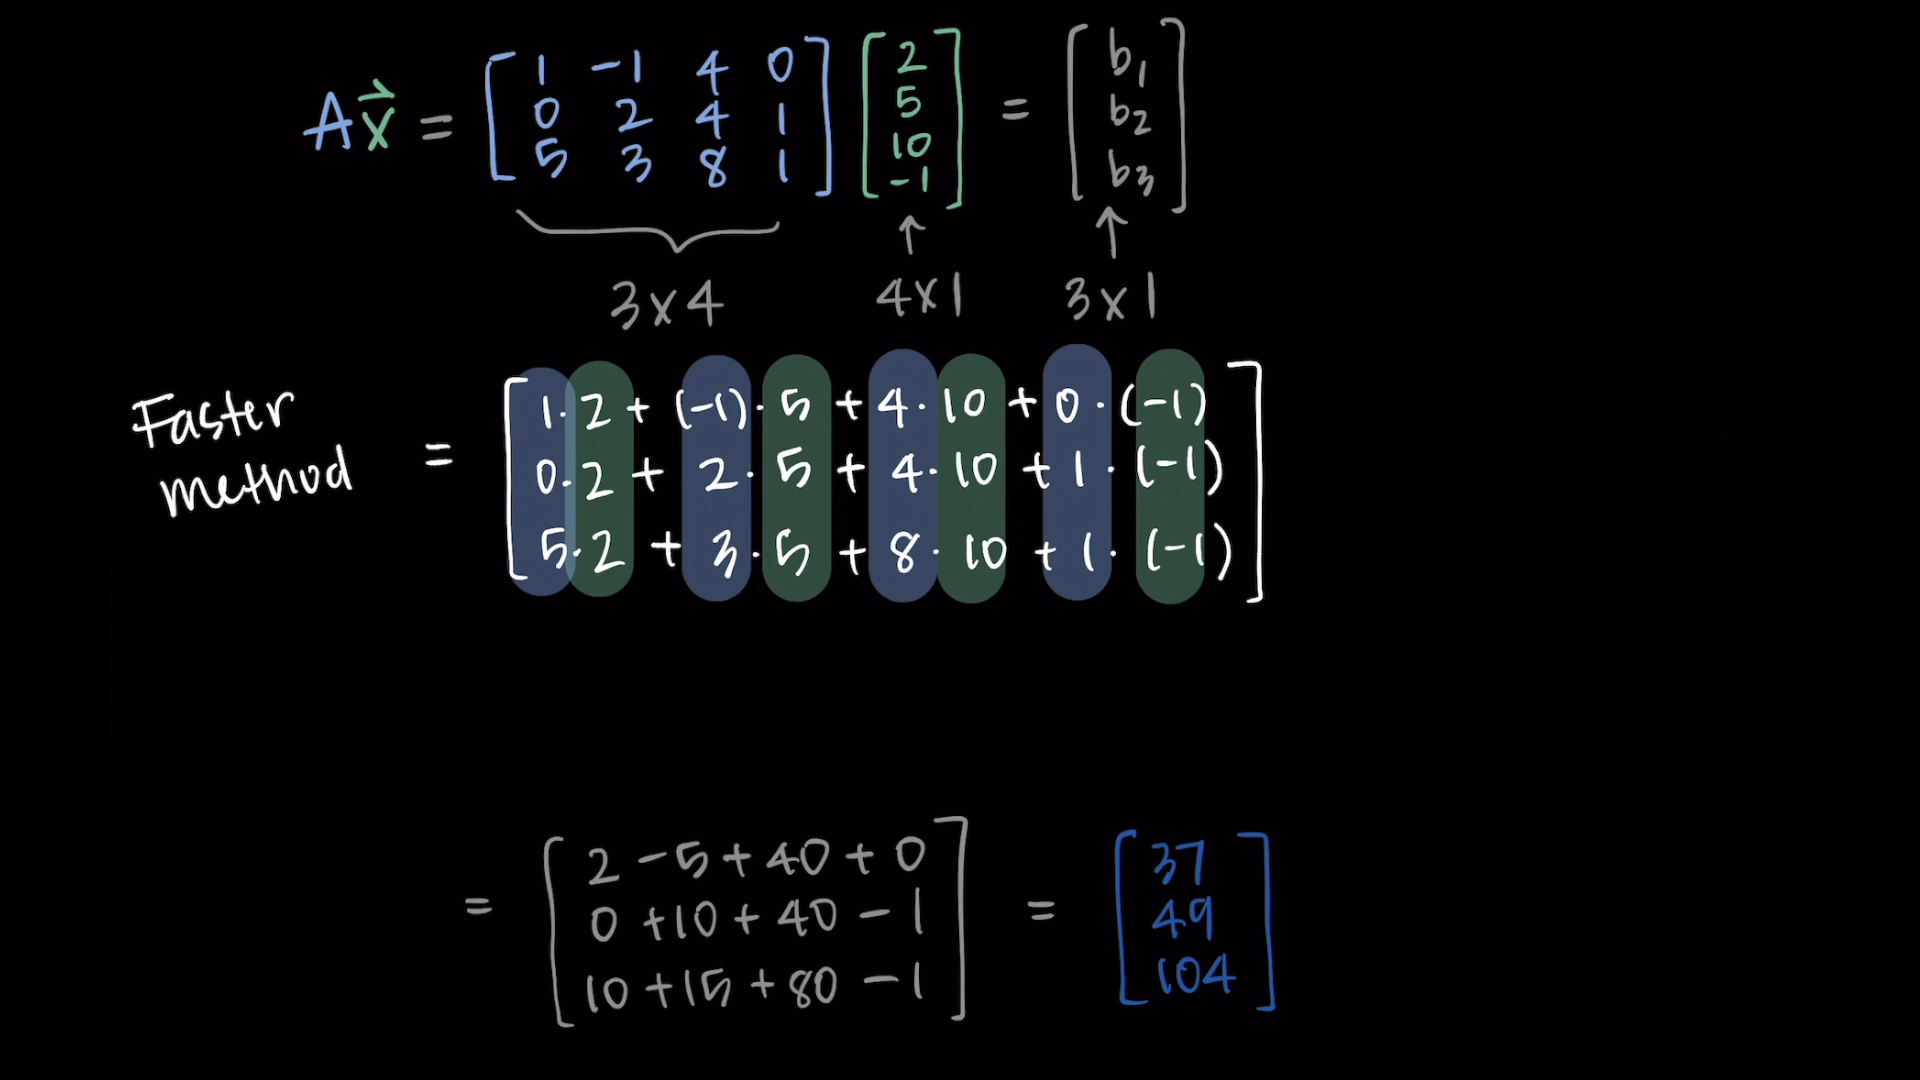 Ax⃗ = [ 1 -1 4 0 ] [ 2 ] = [ b₁ ]
[ 0 2 4 1 ] [ 5 ] [ b₂ ]
[ 5 3 8 1 ] [ 10 ] [ b₃ ]
[ -1 ]
3x4 4x1 3x1
Faster method = [ 1·2 + (-1)·5 + 4·10 + 0·(-1) ]
[ 0·2 + 2·5 + 4·10 + 1·(-1) ]
[ 5·2 + 3·5 + 8·10 + 1·(-1) ]
= [ 2 - 5 + 40 + 0 ] = [ 37 ]
[ 0 + 10 + 40 - 1 ] [ 49 ]
[ 10 + 15 + 80 - 1 ] [ 104 ]